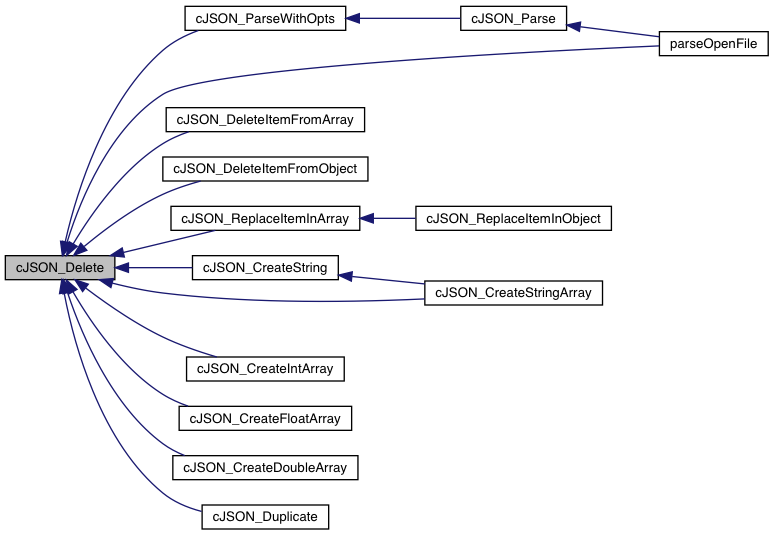 cJSON_ParseWithOpts
cJSON_Parse
parseOpenFile
cJSON_DeleteItemFromArray
cJSON_DeleteItemFromObject
cJSON_ReplaceItemInArray
cJSON_ReplaceItemInObject
cJSON_Delete
cJSON_CreateString
cJSON_CreateStringArray
cJSON_CreateIntArray
cJSON_CreateFloatArray
cJSON_CreateDoubleArray
cJSON_Duplicate